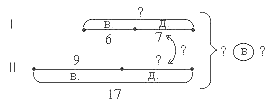 ?
I в. д.
6 7 ? ? в ?
9 ?
II в. д.
17